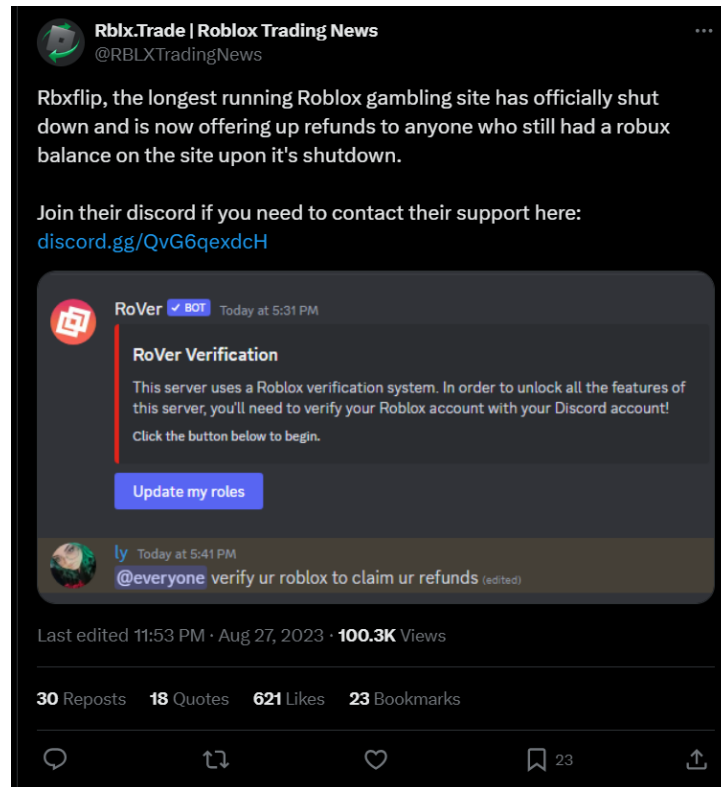 Rblx.Trade | Roblox Trading News
@RBLXTradingNews
Rbxflip, the longest running Roblox gambling site has officially shut
down and is now offering up refunds to anyone who still had a robux
balance on the site upon it's shutdown.
Join their discord if you need to contact their support here:
discord.gg/QvG6qexdcH
RoVer ✓ BOT Today at 5:31 PM
RoVer Verification
This server uses a Roblox verification system. In order to unlock all the features of
this server, you'll need to verify your Roblox account with your Discord account!
Click the button below to begin.
Update my roles
ly Today at 5:41 PM
@everyone verify ur roblox to claim ur refunds (edited)
Last edited 11:53 PM · Aug 27, 2023 · 100.3K Views
30 Reposts 18 Quotes 621 Likes 23 Bookmarks
23